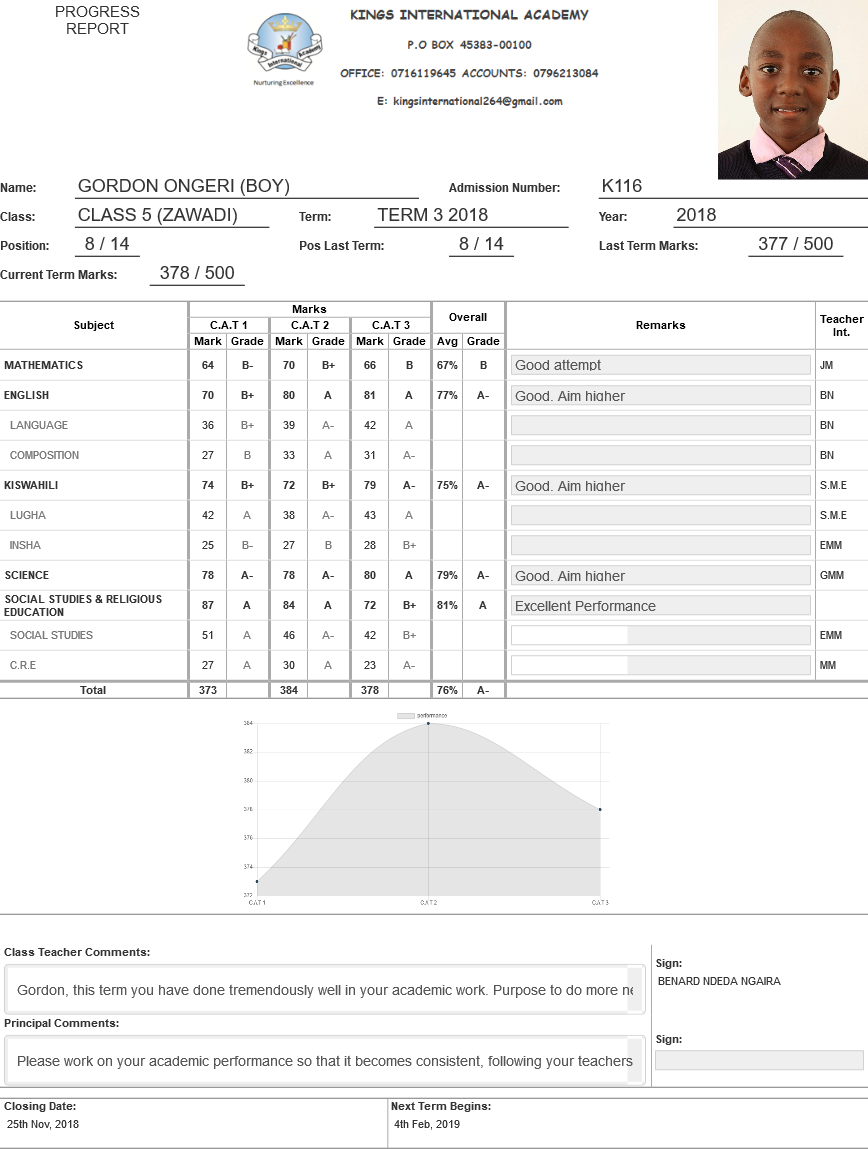 PROGRESS
REPORT
KINGS INTERNATIONAL ACADEMY
P.O BOX 45383-00100
OFFICE: 0716119645 ACCOUNTS: 0796213084
E: kingsinternational264@gmail.com
Kings Academy
International
Nurturing Excellence
Name: GORDON ONGERI (BOY) Admission Number: K116
Class: CLASS 5 (ZAWADI) Term: TERM 3 2018 Year: 2018
Position: 8 / 14 Pos Last Term: 8 / 14 Last Term Marks: 377 / 500
Current Term Marks: 378 / 500
Subject Marks Overall Remarks Teacher Int.
C.A.T 1 C.A.T 2 C.A.T 3
Mark Grade Mark Grade Mark Grade Avg Grade
MATHEMATICS 64 B- 70 B+ 66 B 67% B Good attempt JM
ENGLISH 70 B+ 80 A 81 A 77% A- Good. Aim higher BN
LANGUAGE 36 B+ 39 A- 42 A BN
COMPOSITION 27 B 33 A 31 A- BN
KISWAHILI 74 B+ 72 B+ 79 A- 75% A- Good. Aim higher S.M.E
LUGHA 42 A 38 A- 43 A S.M.E
INSHA 25 B- 27 B 28 B+ EMM
SCIENCE 78 A- 78 A- 80 A 79% A- Good. Aim higher GMM
SOCIAL STUDIES & RELIGIOUS
EDUCATION 87 A 84 A 72 B+ 81% A Excellent Performance
SOCIAL STUDIES 51 A 46 A- 42 B+ EMM
C.R.E 27 A 30 A 23 A- MM
Total 373 384 378 76% A-
performance
384
382
380
378
376
374
372
C.A.T 1 C.A.T 2 C.A.T 3
Class Teacher Comments:
Gordon, this term you have done tremendously well in your academic work. Purpose to do more
Sign:
BENARD NDEDA NGAIRA
Principal Comments:
Please work on your academic performance so that it becomes consistent, following your teachers
Sign:
Closing Date: Next Term Begins:
25th Nov, 2018 4th Feb, 2019